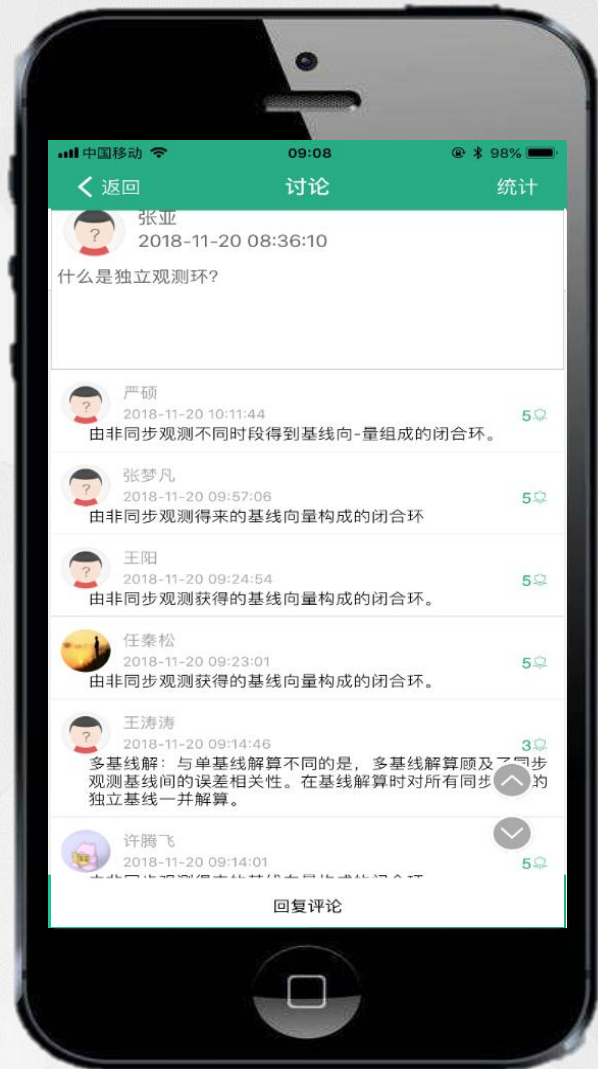 中国移动 09:08 98%
返回 讨论 统计
张亚
2018-11-20 08:36:10
什么是独立观测环?
严硕
2018-11-20 10:11:44
5
由非同步观测不同时段得到基线向-量组成的闭合环。
张梦凡
2018-11-20 09:57:06
5
由非同步观测得来的基线向量构成的闭合环
王阳
2018-11-20 09:24:54
5
由非同步观测获得的基线向量构成的闭合环。
任秦松
2018-11-20 09:23:01
5
由非同步观测获得的基线向量构成的闭合环。
王涛涛
2018-11-20 09:14:46
3
多基线解：与单基线解算不同的是，多基线解算顾及了同步
观测基线间的误差相关性。在基线解算时对所有同步 的
独立基线一并解算。
许腾飞
2018-11-20 09:14:01
5
回复评论